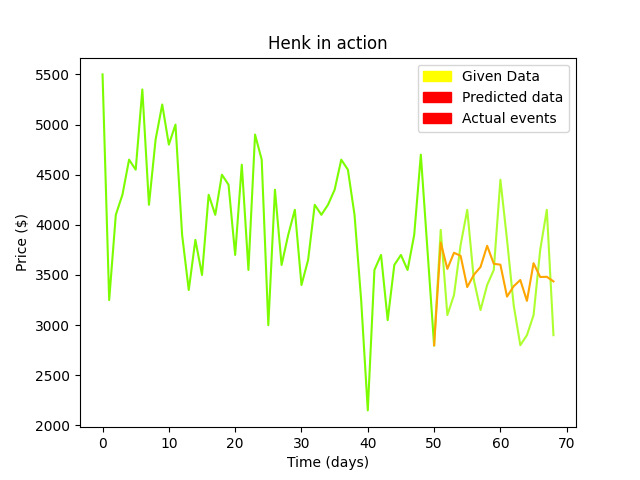 Henk in action
Given Data
Predicted data
Actual events
5500
5000
4500
4000
3500
3000
2500
2000
Price ($)
0 10 20 30 40 50 60 70
Time (days)